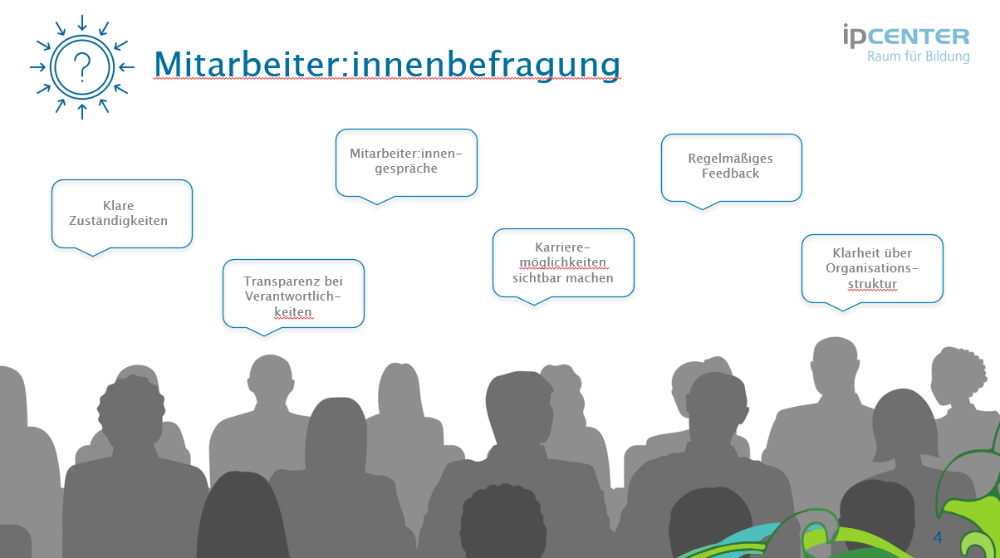 ?
Mitarbeiter:innenbefragung
ipcenter
Raum für Bildung
Klare
Zuständigkeiten
Mitarbeiter:innen-
gespräche
Regelmäßiges
Feedback
Transparenz bei
Verantwortlich-
keiten
Karriere-
möglichkeiten
sichtbar machen
Klarheit über
Organisations-
struktur
4